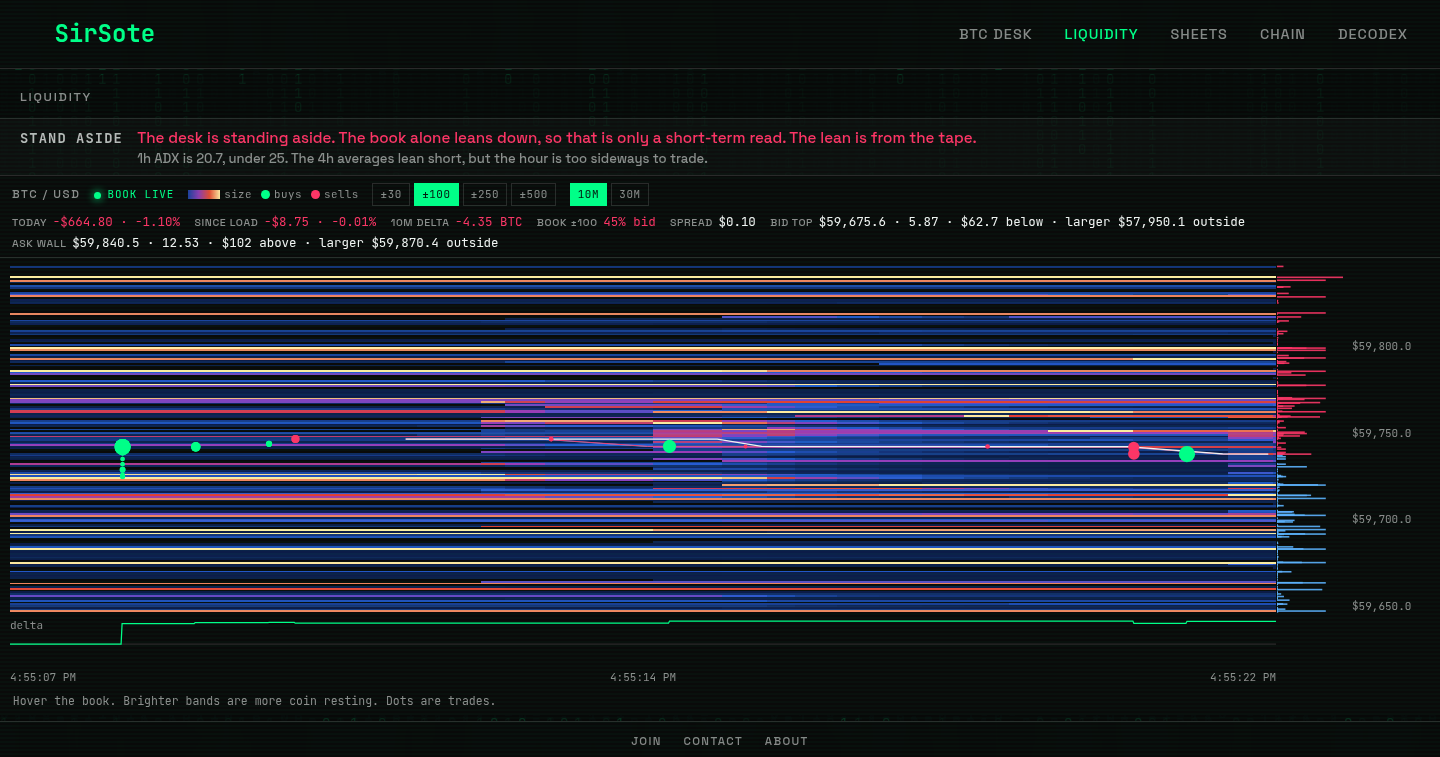 SirSote
BTC DESK LIQUIDITY SHEETS CHAIN DECODEX
LIQUIDITY
STAND ASIDE The desk is standing aside. The book alone leans down, so that is only a short-term read. The lean is from the tape.
1h ADX is 20.7, under 25. The 4h averages lean short, but the hour is too sideways to trade.
BTC / USD BOOK LIVE size buys sells ±30 ±100 ±250 ±500 10M 30M
TODAY -$664.80 · -1.10% SINCE LOAD -$8.75 · -0.01% 10M DELTA -4.35 BTC BOOK ±100 45% bid SPREAD $0.10 BID TOP $59,675.6 · 5.87 · $62.7 below · larger $57,950.1 outside
ASK WALL $59,840.5 · 12.53 · $102 above · larger $59,870.4 outside
$59,800.0
$59,750.0
$59,700.0
$59,650.0
delta
4:55:07 PM 4:55:14 PM 4:55:22 PM
Hover the book. Brighter bands are more coin resting. Dots are trades.
JOIN CONTACT ABOUT